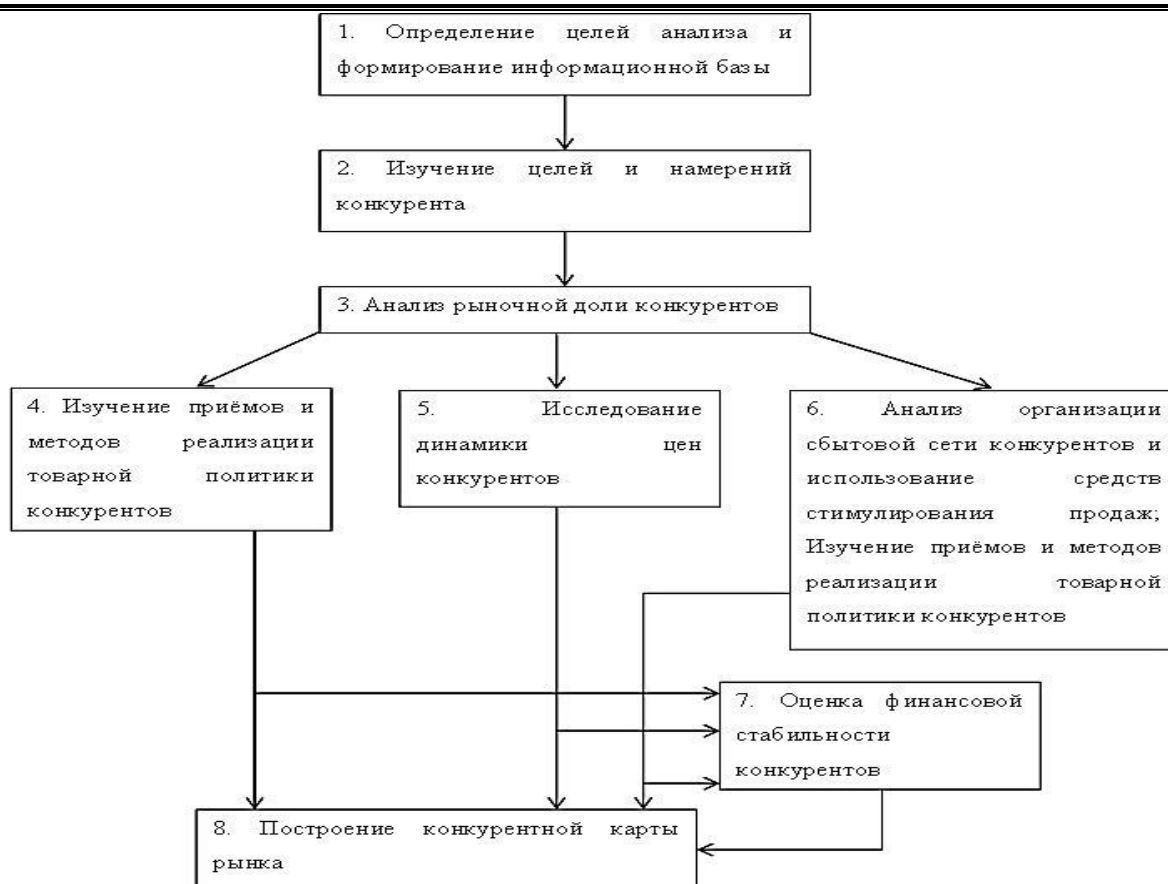 1. Определение целей анализа и
формирование информационной базы
2. Изучение целей и намерений
конкурента
3. Анализ рыночной доли конкурентов
4. Изучение приёмов и
методов реализации
товарной политики
конкурентов
5. Исследование
динамики цен
конкурентов
6. Анализ организации
сбытовой сети конкурентов и
использование средств
стимулирования продаж;
Изучение приёмов и методов
реализации товарной
политики конкурентов
7. Оценка финансовой
стабильности
конкурентов
8. Построение конкурентной карты
рынка